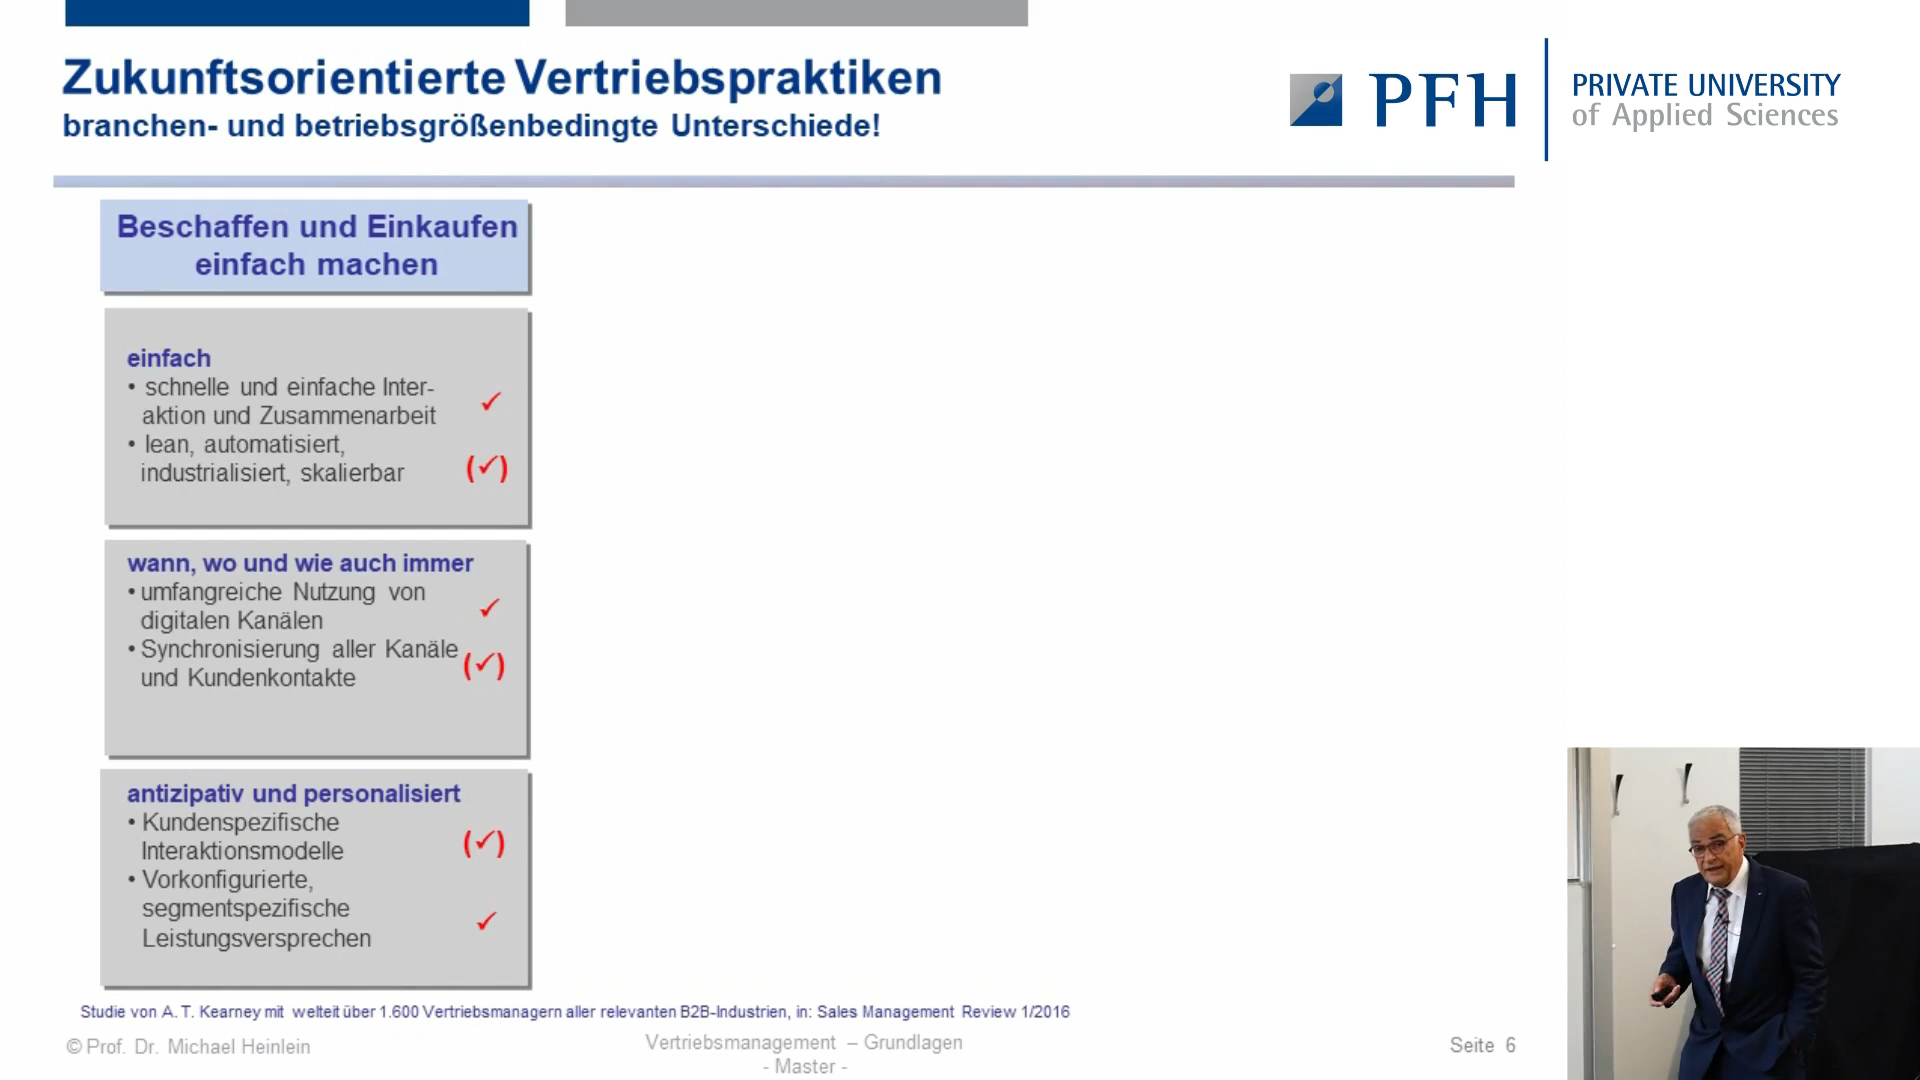 Zukunftsorientierte Vertriebspraktiken
branchen- und betriebsgrößenbedingte Unterschiede!
PFH
PRIVATE UNIVERSITY
of Applied Sciences
Beschaffen und Einkaufen
einfach machen
einfach
• schnelle und einfache Inter-
aktion und Zusammenarbeit ✓
• lean, automatisiert,
industrialisiert, skalierbar (✓)
wann, wo und wie auch immer
• umfangreiche Nutzung von
digitalen Kanälen ✓
• Synchronisierung aller Kanäle
und Kundenkontakte (✓)
antizipativ und personalisiert
• Kundenspezifische
Interaktionsmodelle (✓)
• Vorkonfigurierte,
segmentspezifische
Leistungsversprechen ✓
Studie von A. T. Kearney mit welteit über 1.600 Vertriebsmanagern aller relevanten B2B-Industrien, in: Sales Management Review 1/2016
© Prof. Dr. Michael Heinlein
Vertriebsmanagement – Grundlagen
- Master -
Seite 6